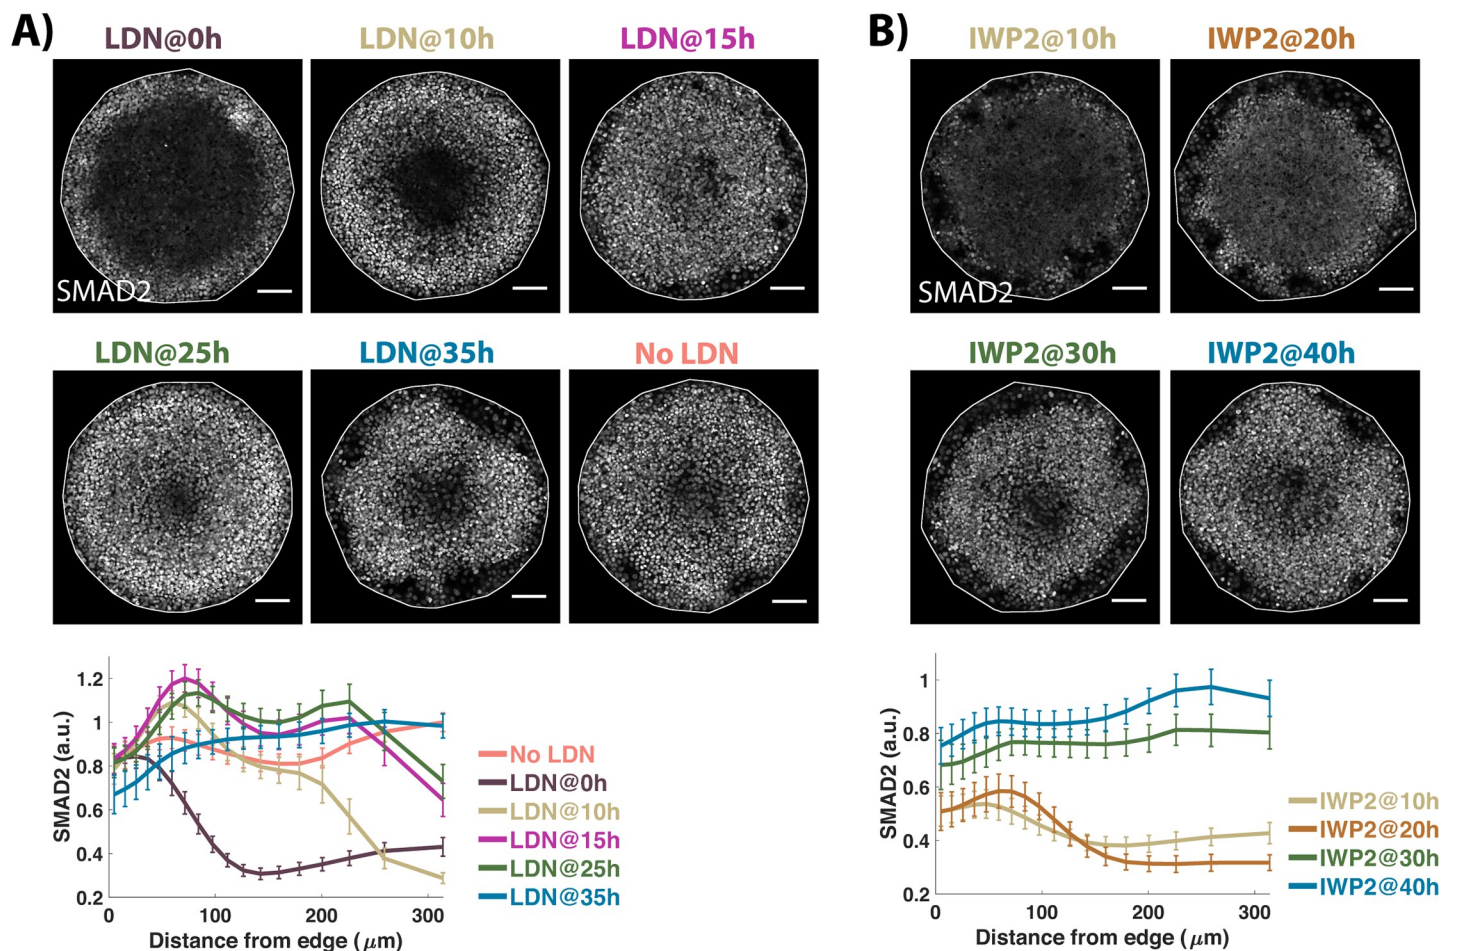 A)
LDN@0h LDN@10h LDN@15h
SMAD2
LDN@25h LDN@35h No LDN
1.2
1
0.8
0.6
0.4
0.2
SMAD2 (a.u.)
0 100 200 300
Distance from edge (μm)
No LDN
LDN@0h
LDN@10h
LDN@15h
LDN@25h
LDN@35h
B)
IWP2@10h IWP2@20h
SMAD2
IWP2@30h IWP2@40h
1
0.8
0.6
0.4
0.2
SMAD2 (a.u.)
0 100 200 300
Distance from edge (μm)
IWP2@10h
IWP2@20h
IWP2@30h
IWP2@40h